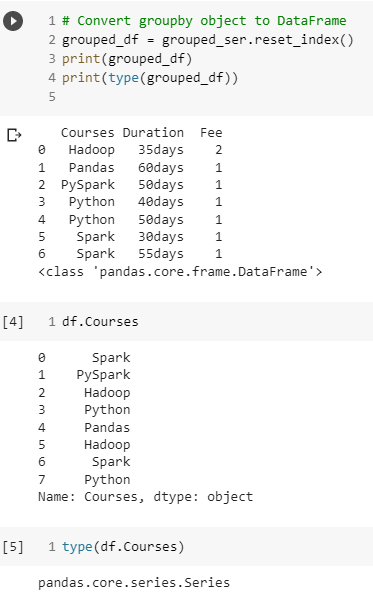 1 # Convert groupby object to DataFrame
2 grouped_df = grouped_ser.reset_index()
3 print(grouped_df)
4 print(type(grouped_df))
5
Courses Duration Fee
0 Hadoop 35days 2
1 Pandas 60days 1
2 PySpark 50days 1
3 Python 40days 1
4 Python 50days 1
5 Spark 30days 1
6 Spark 55days 1
<class 'pandas.core.frame.DataFrame'>
[4] 1 df.Courses
0 Spark
1 PySpark
2 Hadoop
3 Python
4 Pandas
5 Hadoop
6 Spark
7 Python
Name: Courses, dtype: object
[5] 1 type(df.Courses)
pandas.core.series.Series